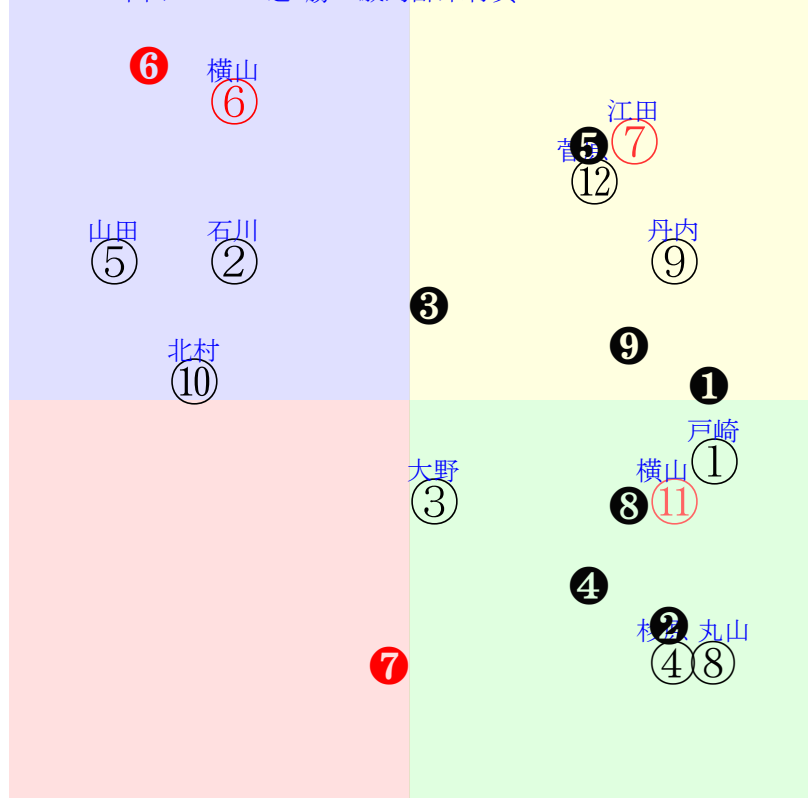 ❻ 横山
⑥
江田
❺ ⑦
⑫
山田 石川 丹内
⑤ ② ⑨
❸
❾
北村
⑩ ❶
戸崎
①
大野 横山
③ ❽ ⑪
❹
❷ 丸山
❼ ④ ⑧